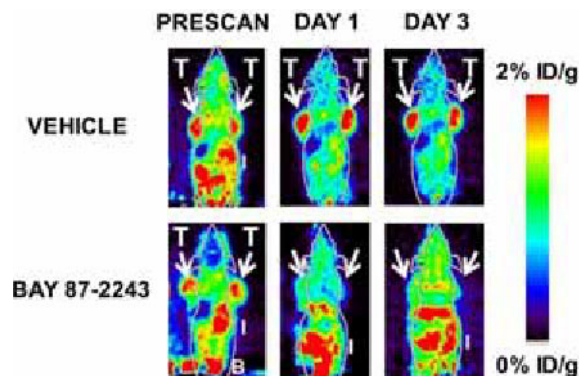 PRESCAN DAY 1 DAY 3
T T T T T T
2% ID/g
VEHICLE
I
T T
BAY 87-2243
I I I
B
0% ID/g